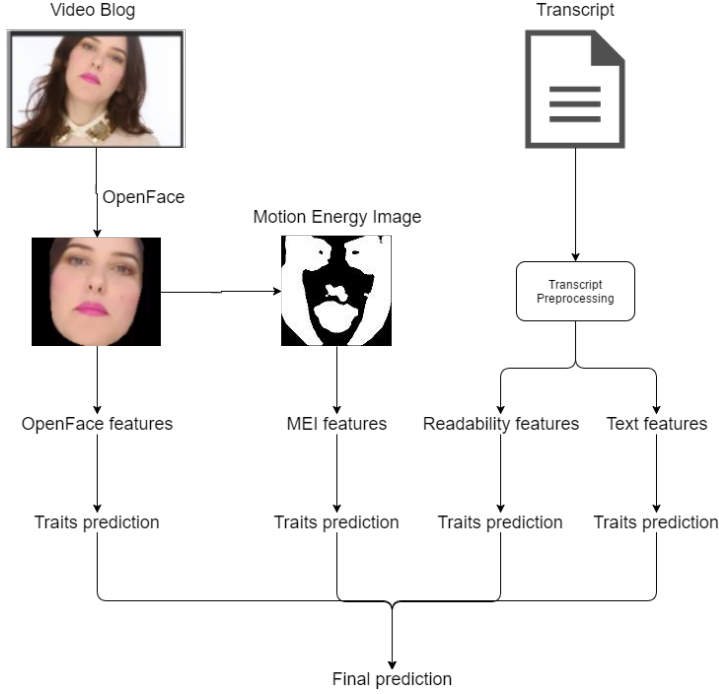 Video Blog
Transcript
OpenFace
Motion Energy Image
Transcript
Preprocessing
OpenFace features
MEI features
Readability features
Text features
Traits prediction
Traits prediction
Traits prediction
Traits prediction
Final prediction